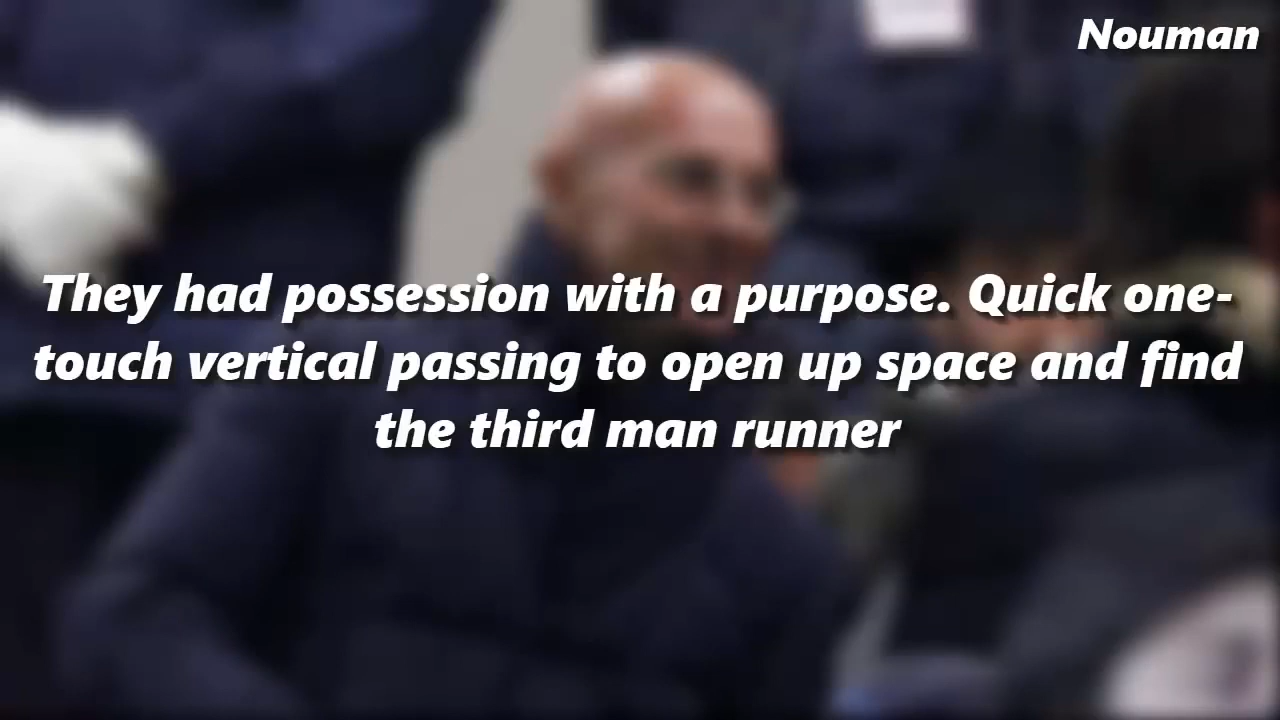 Nouman
They had possession with a purpose. Quick one-
touch vertical passing to open up space and find
the third man runner